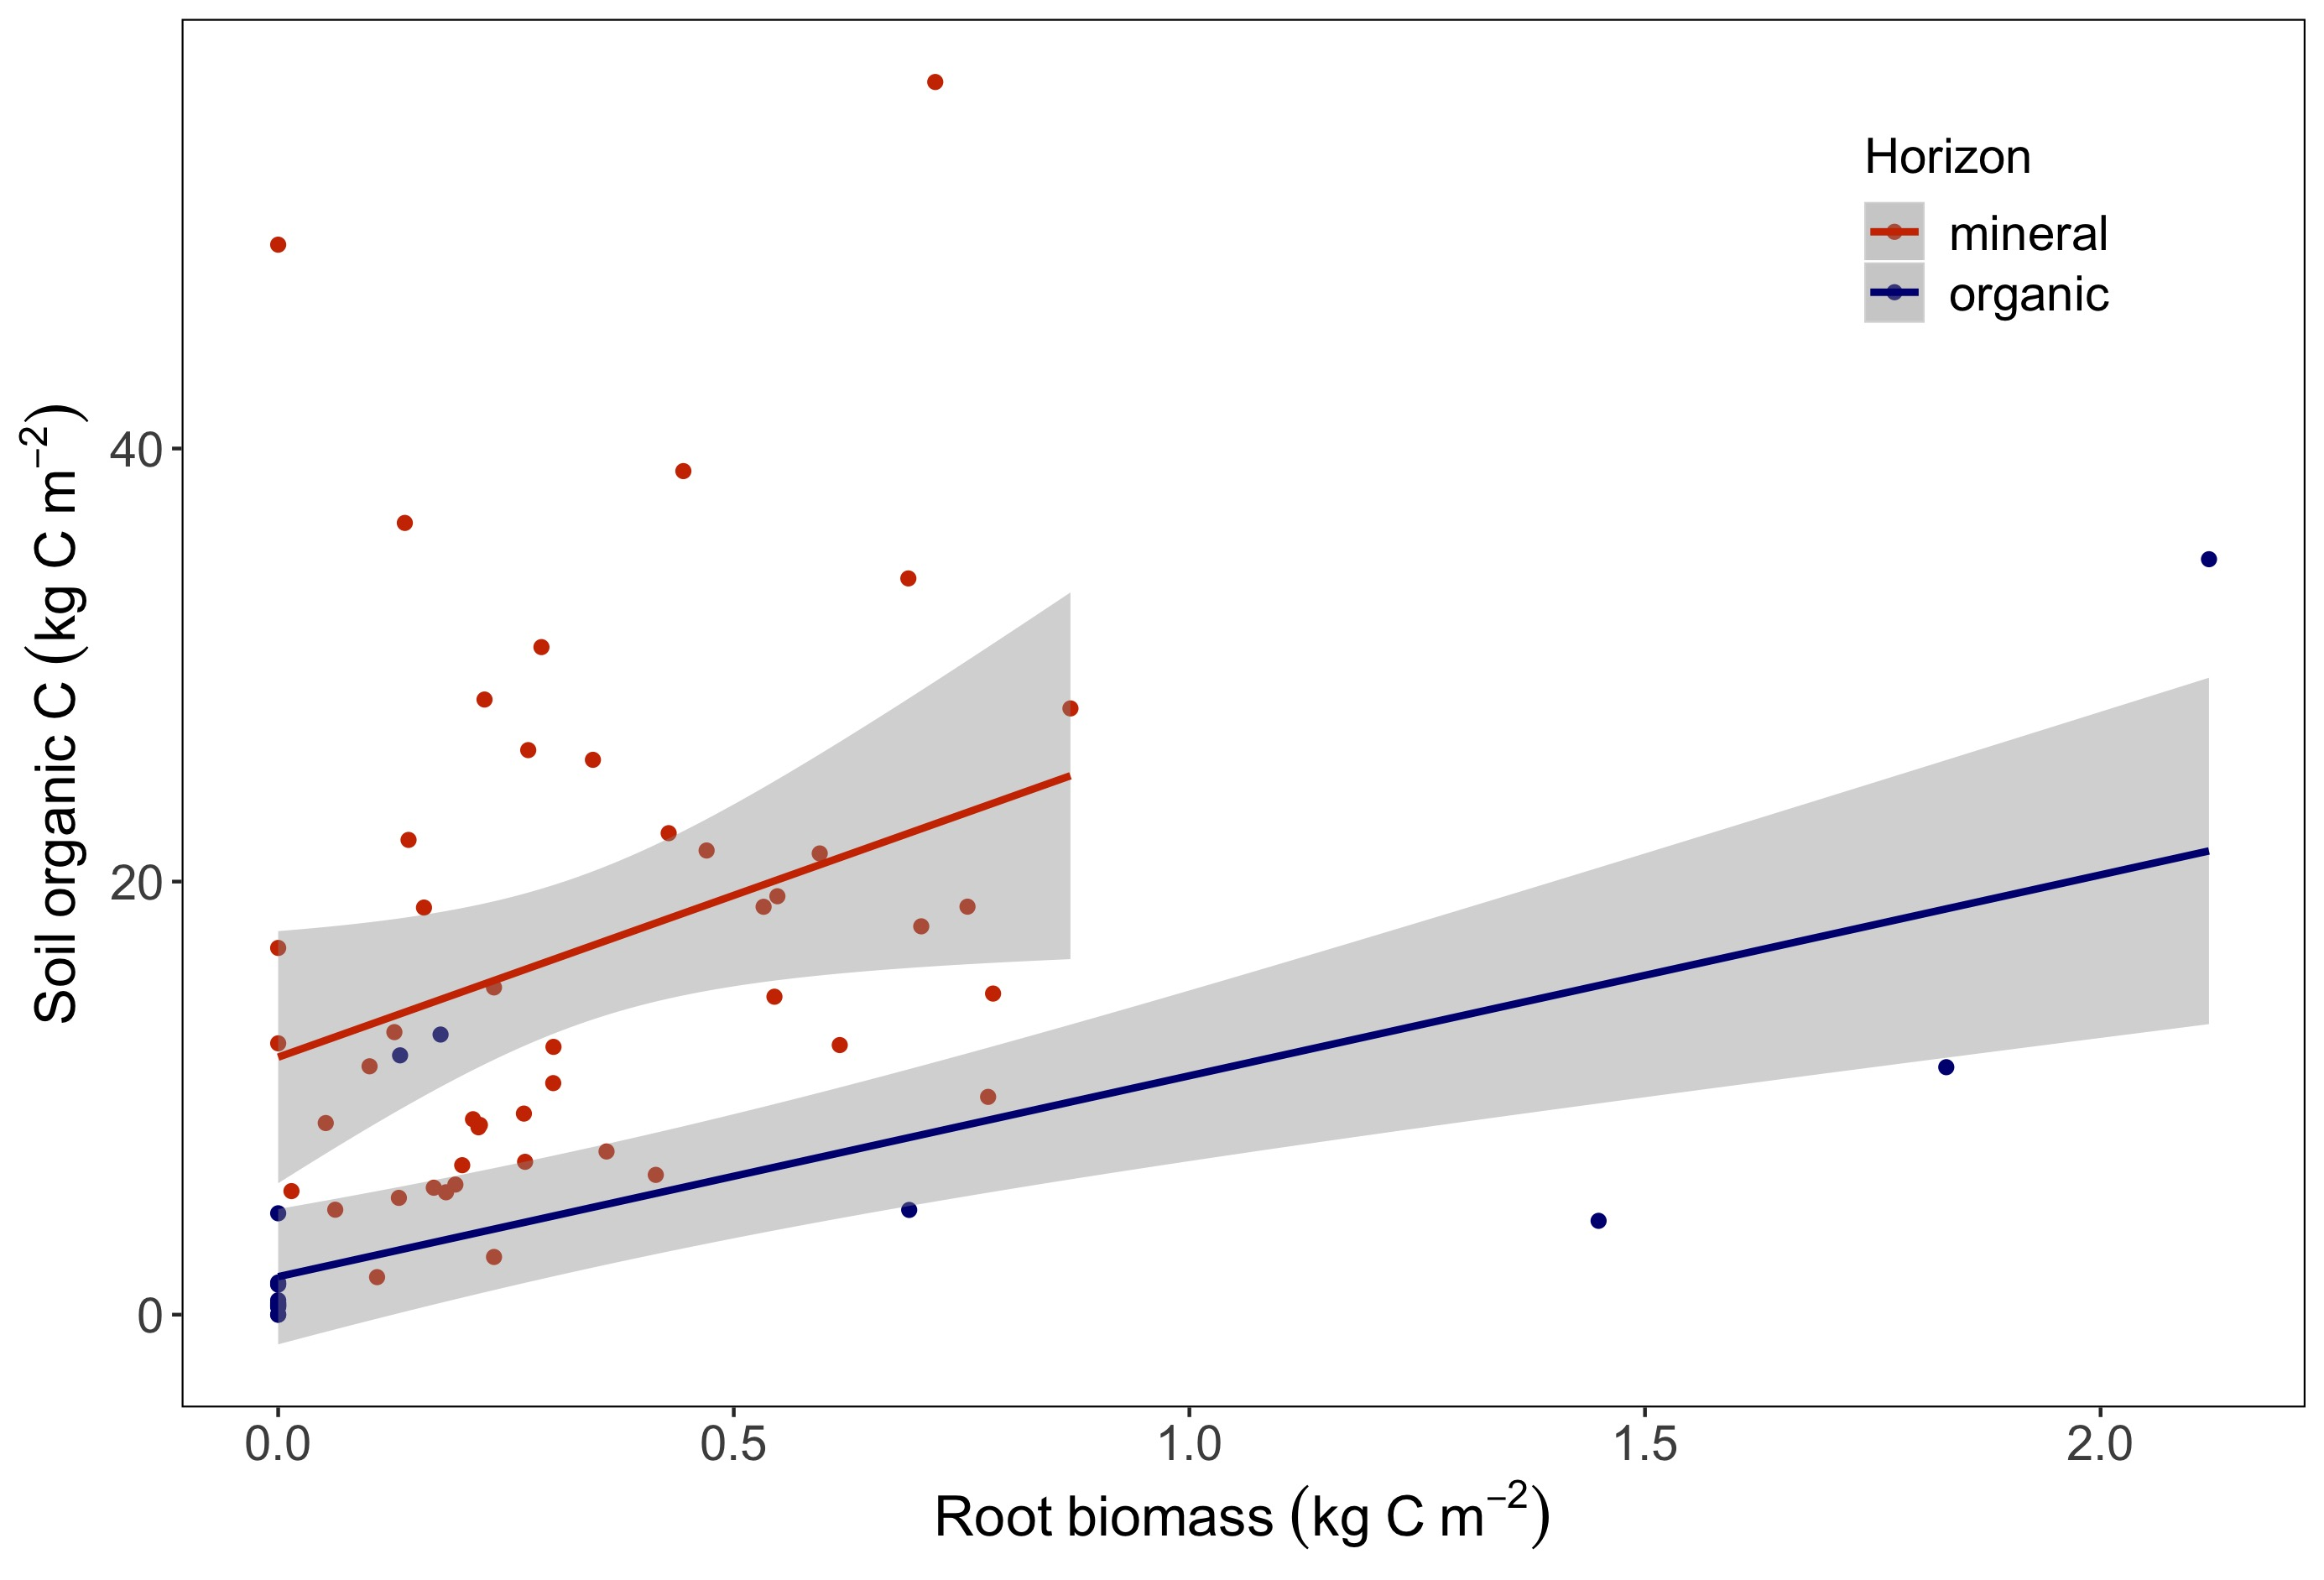 Horizon
mineral
organic
Soil organic C (kg C m⁻²)
40
20
0
0.0 0.5 1.0 1.5 2.0
Root biomass (kg C m⁻²)